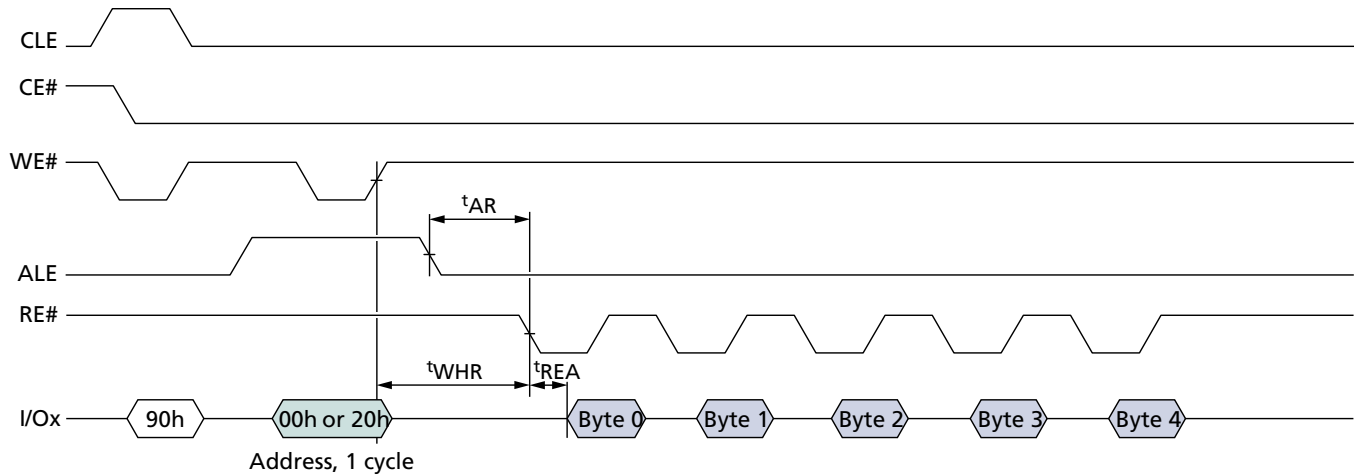 CLE
CE#
WE#
tAR
ALE
RE#
tWHR
tREA
I/Ox
90h
00h or 20h
Byte 0
Byte 1
Byte 2
Byte 3
Byte 4
Address, 1 cycle